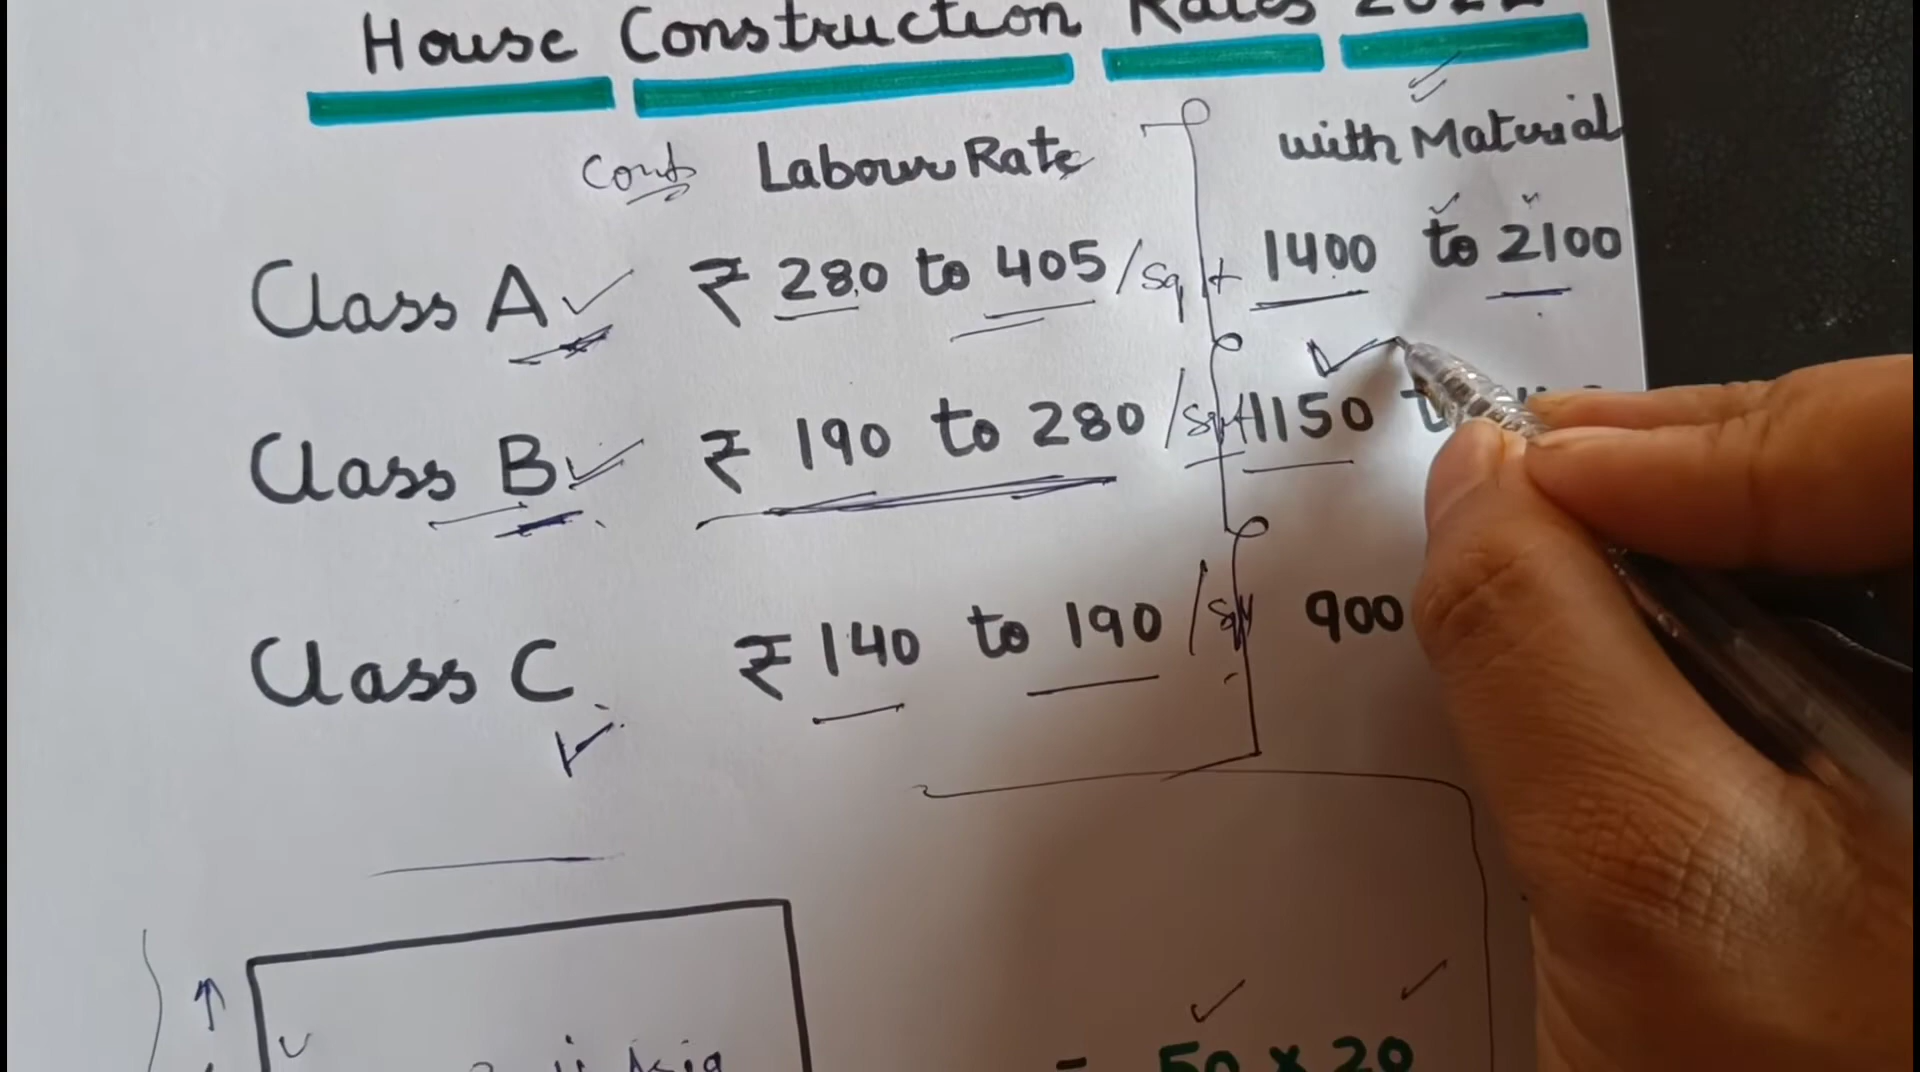 House Construction Rates 2022
Cont Labour Rate with Material
Class A ₹ 280 to 405 /Sqft 1400 to 2100
Class B ₹ 190 to 280 /Sqft 1150
Class C ₹ 140 to 190 /Sqft 900
= 50 x 20